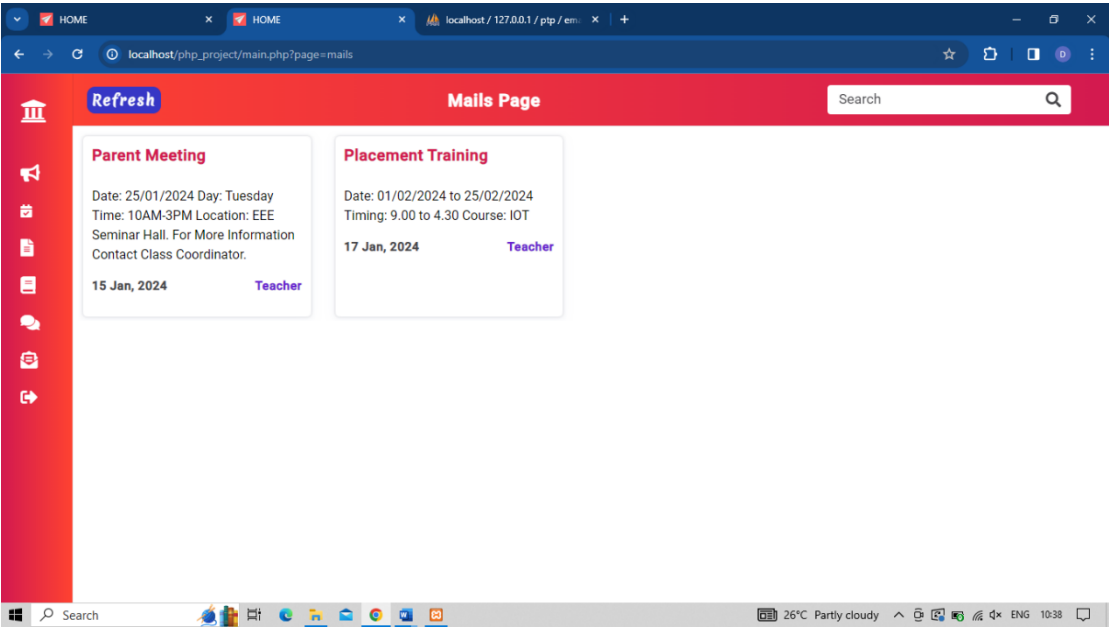 HOME
HOME
localhost / 127.0.0.1 / ptp / ema
localhost/php_project/main.php?page=mails
D
Refresh
Mails Page
Search
Parent Meeting
Date: 25/01/2024 Day: Tuesday
Time: 10AM-3PM Location: EEE
Seminar Hall. For More Information
Contact Class Coordinator.
15 Jan, 2024 Teacher
Placement Training
Date: 01/02/2024 to 25/02/2024
Timing: 9.00 to 4.30 Course: IOT
17 Jan, 2024 Teacher
Search
26°C Partly cloudy
ENG
10:38